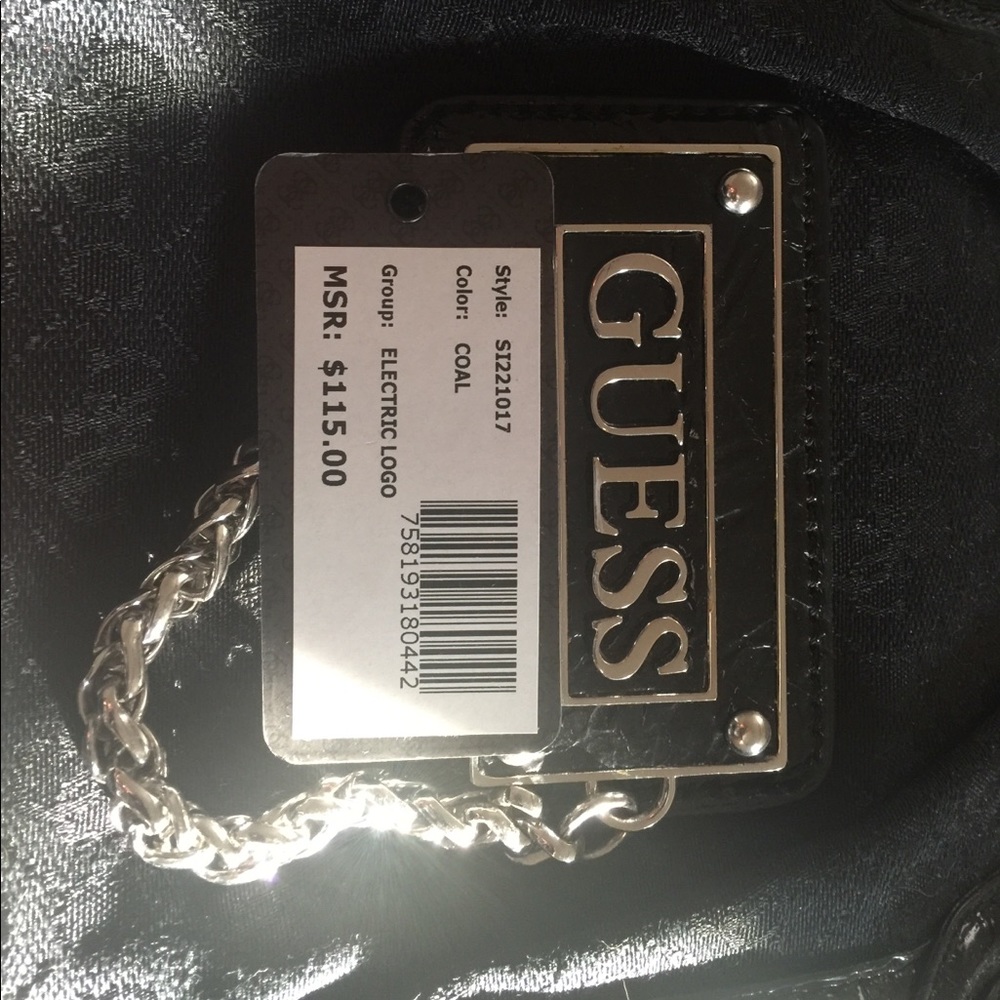 GUESS
Style: SI221017
Color: COAL
Group: ELECTRIC LOGO
MSR: $115.00
758193180442